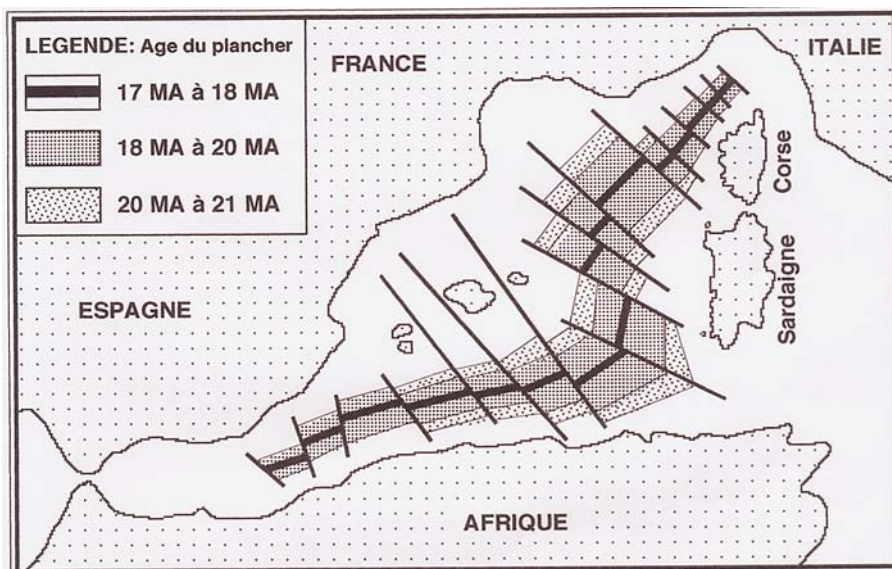 LEGENDE: Age du plancher
17 MA à 18 MA
18 MA à 20 MA
20 MA à 21 MA
FRANCE
ITALIE
Corse
Sardaigne
ESPAGNE
AFRIQUE